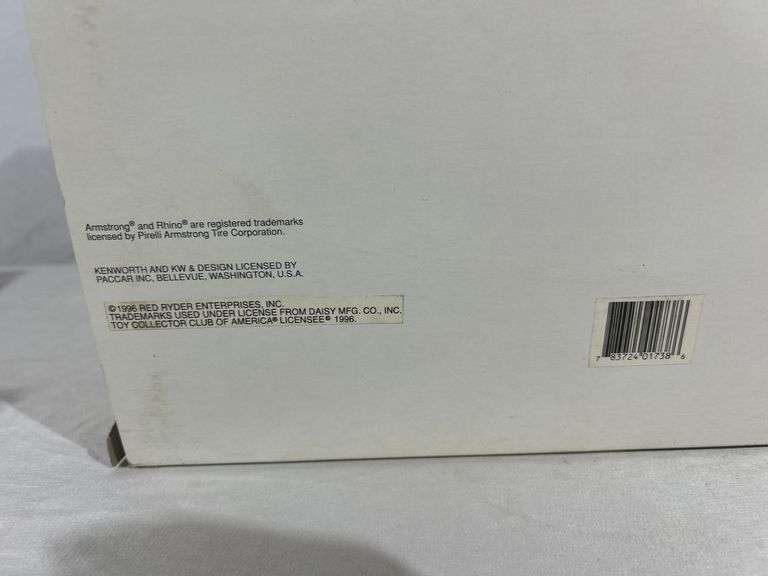 Armstrong® and Rhino® are registered trademarks
licensed by Pirelli Armstrong Tire Corporation.
KENWORTH AND KW & DESIGN LICENSED BY
PACCAR INC, BELLEVUE, WASHINGTON, U.S.A.
©1996 RED RYDER ENTERPRISES, INC.
TRADEMARKS USED UNDER LICENSE FROM DAISY MFG. CO., INC.
TOY COLLECTOR CLUB OF AMERICA® LICENSEE® 1996.
7 83724 01738 6